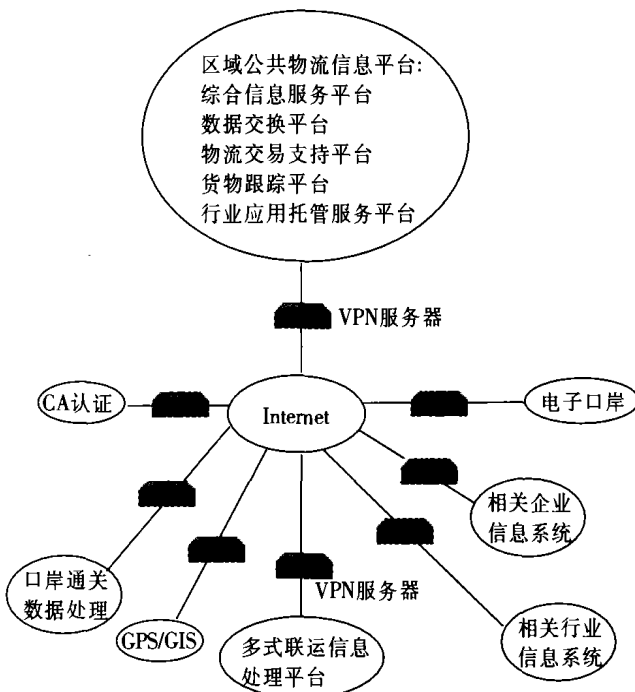 区域公共物流信息平台:
综合信息服务平台
数据交换平台
物流交易支持平台
货物跟踪平台
行业应用托管服务平台
VPN服务器
CA认证
Internet
电子口岸
相关企业
信息系统
口岸通关
数据处理
GPS/GIS
VPN服务器
多式联运信息
处理平台
相关行业
信息系统